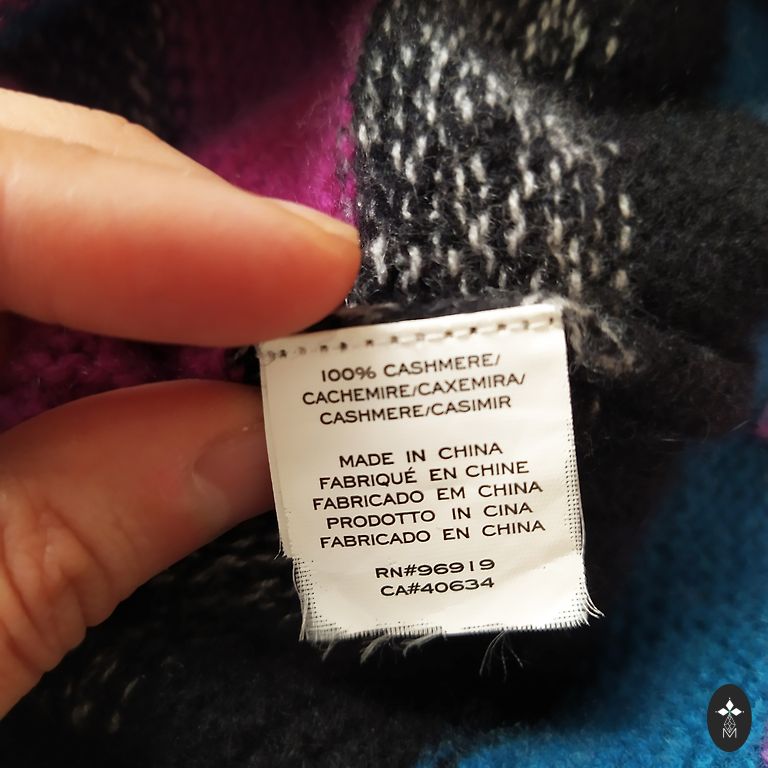 100% CASHMERE/
CACHEMIRE/CAXEMIRA/
CASHMERE/CASIMIR
MADE IN CHINA
FABRIQUÉ EN CHINE
FABRICADO EM CHINA
PRODOTTO IN CINA
FABRICADO EN CHINA
RN#96919
CA#40634
M